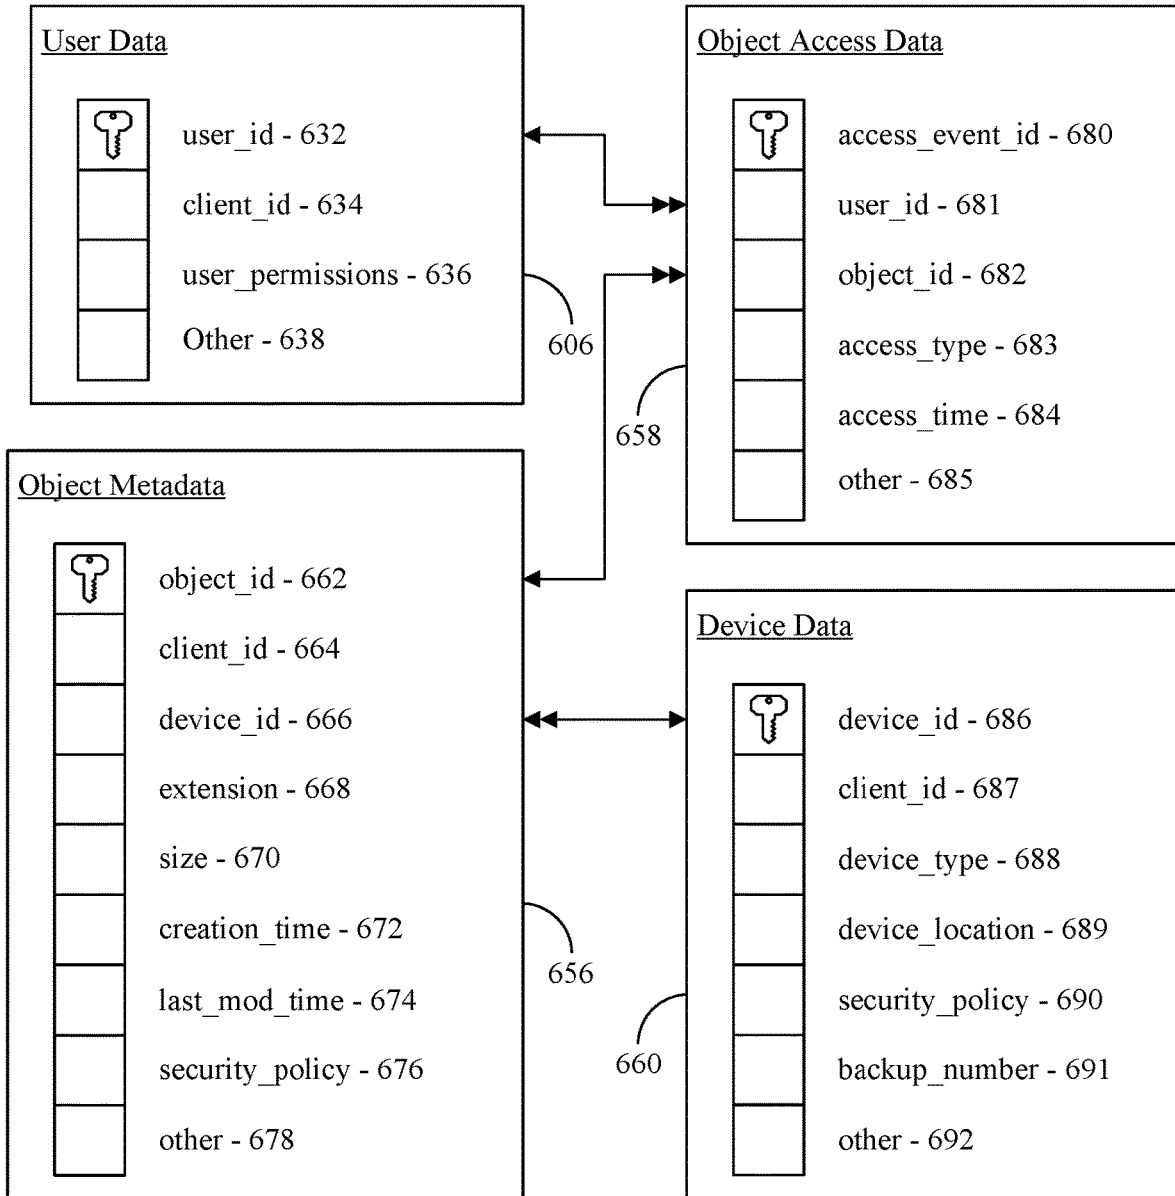 User Data
user_id - 632
client_id - 634
user_permissions - 636
Other - 638
606
Object Access Data
access_event_id - 680
user_id - 681
object_id - 682
access_type - 683
access_time - 684
other - 685
658
Object Metadata
object_id - 662
client_id - 664
device_id - 666
extension - 668
size - 670
creation_time - 672
last_mod_time - 674
security_policy - 676
other - 678
656
Device Data
device_id - 686
client_id - 687
device_type - 688
device_location - 689
security_policy - 690
backup_number - 691
other - 692
660